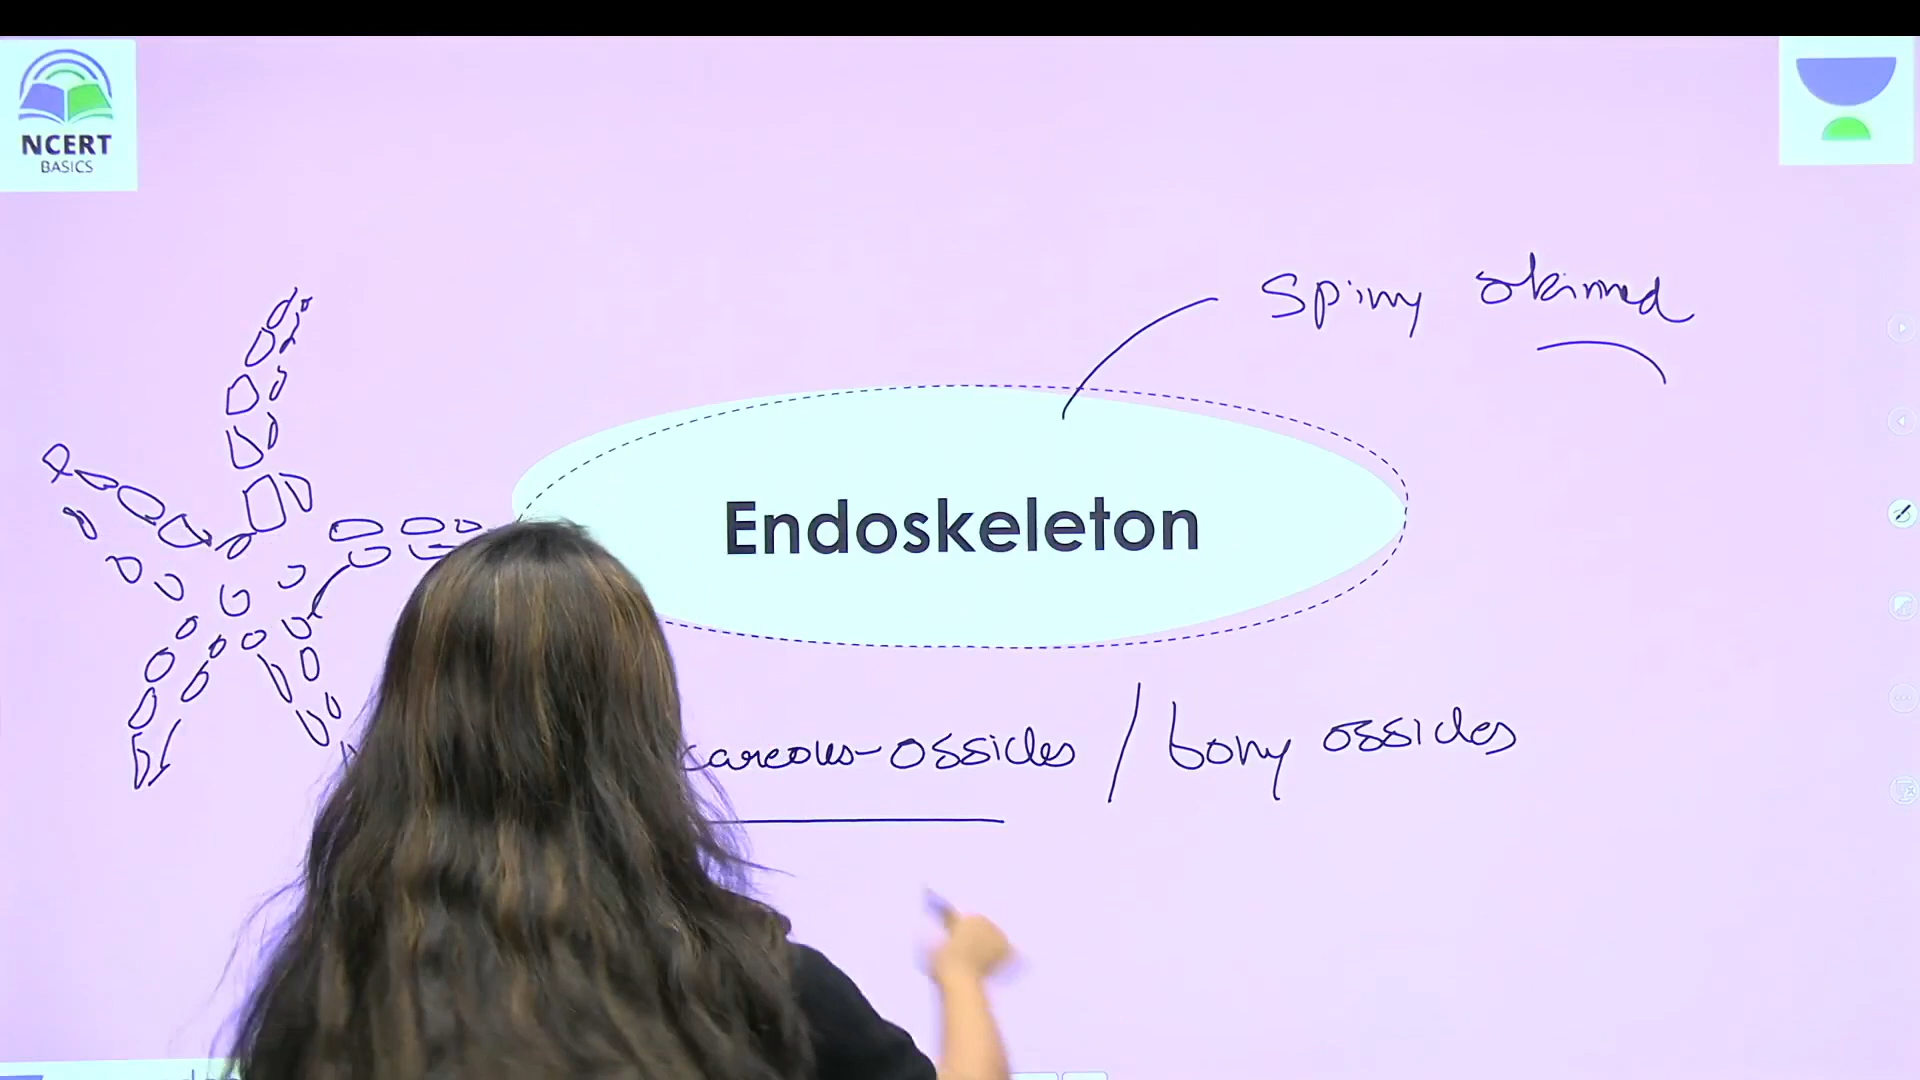 NCERT
BASICS
Spiny skinned
Endoskeleton
careous-ossicles / bony ossicles